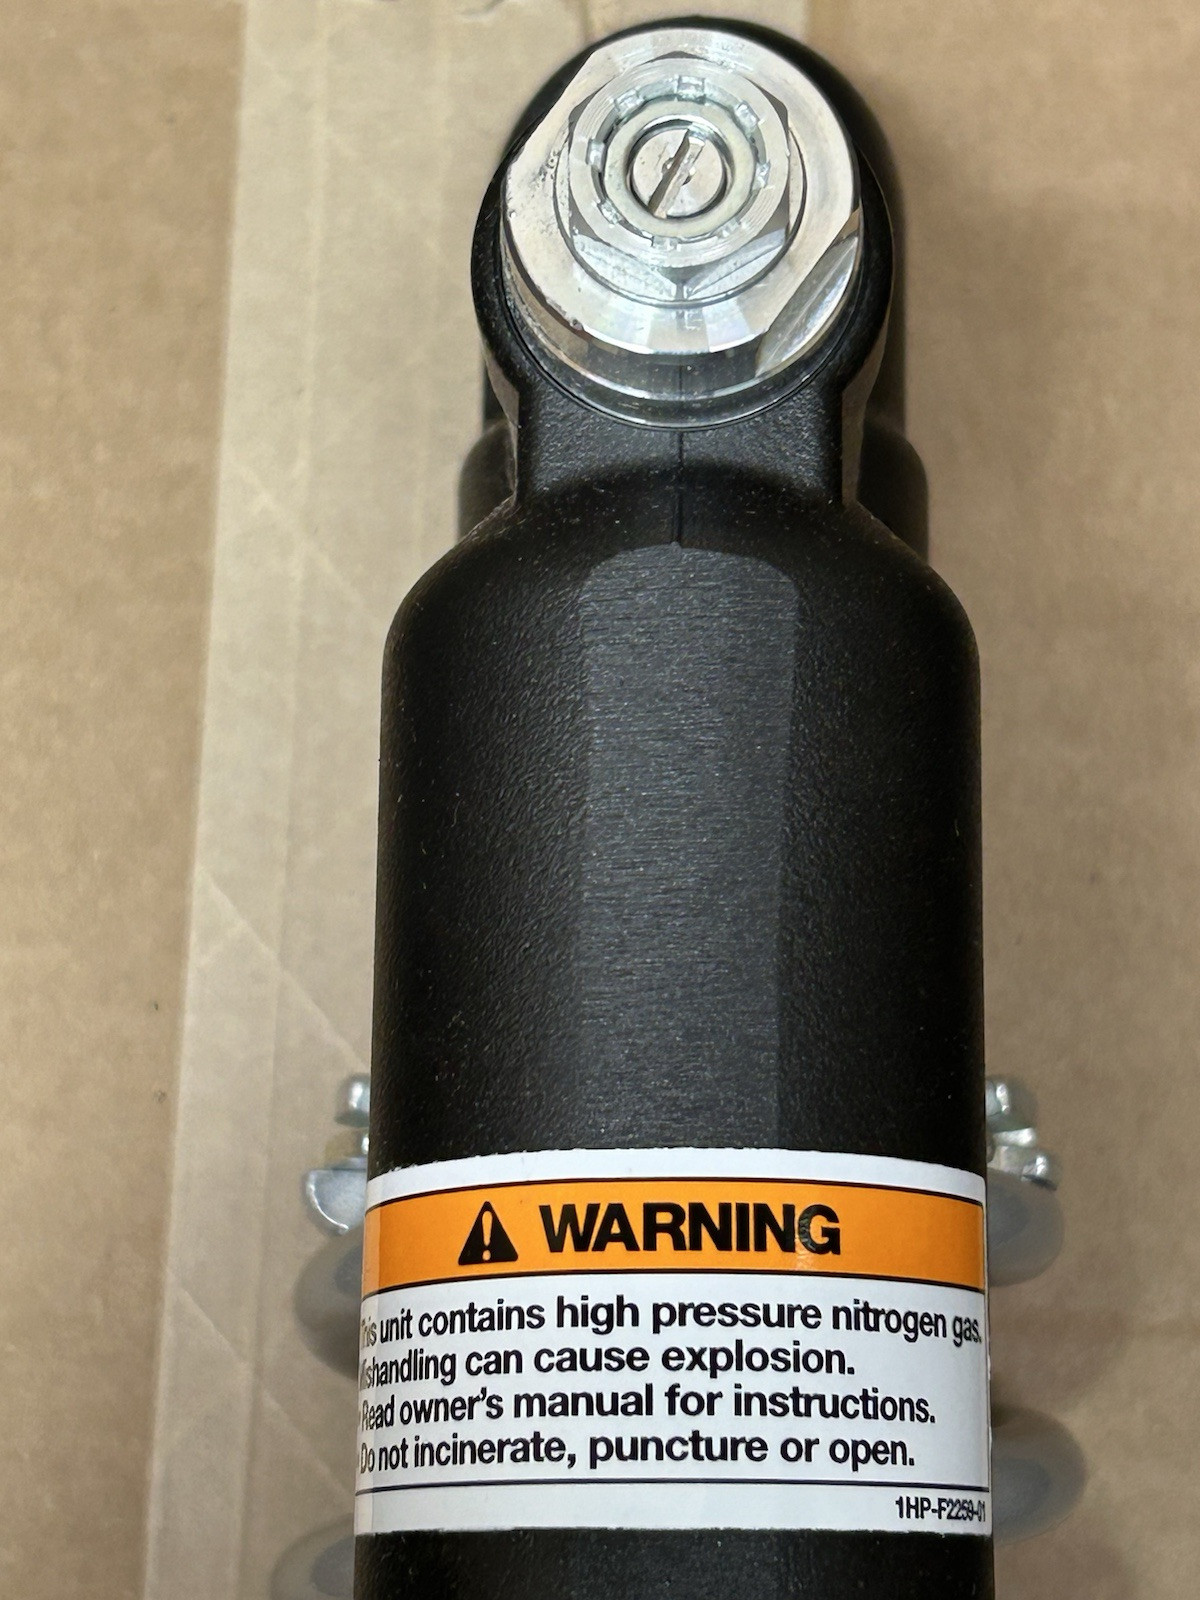 WARNING
This unit contains high pressure nitrogen gas.
Mishandling can cause explosion.
Read owner's manual for instructions.
Do not incinerate, puncture or open.
1HP-F2259-01